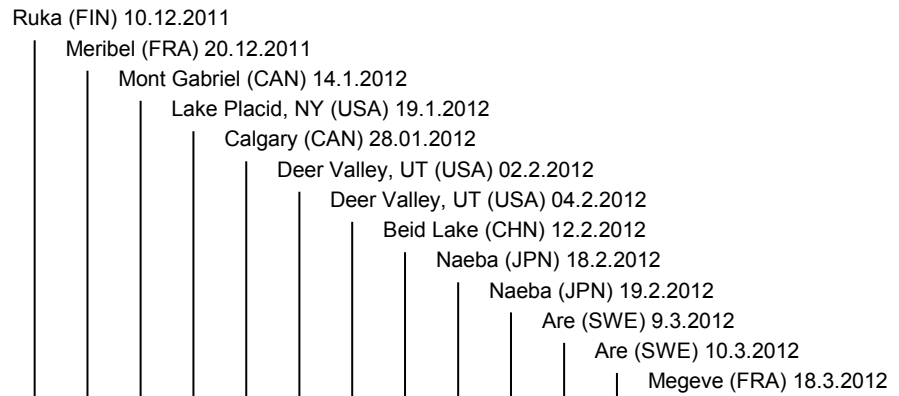 Ruka (FIN) 10.12.2011
Meribel (FRA) 20.12.2011
Mont Gabriel (CAN) 14.1.2012
Lake Placid, NY (USA) 19.1.2012
Calgary (CAN) 28.01.2012
Deer Valley, UT (USA) 02.2.2012
Deer Valley, UT (USA) 04.2.2012
Beid Lake (CHN) 12.2.2012
Naeba (JPN) 18.2.2012
Naeba (JPN) 19.2.2012
Are (SWE) 9.3.2012
Are (SWE) 10.3.2012
Megeve (FRA) 18.3.2012